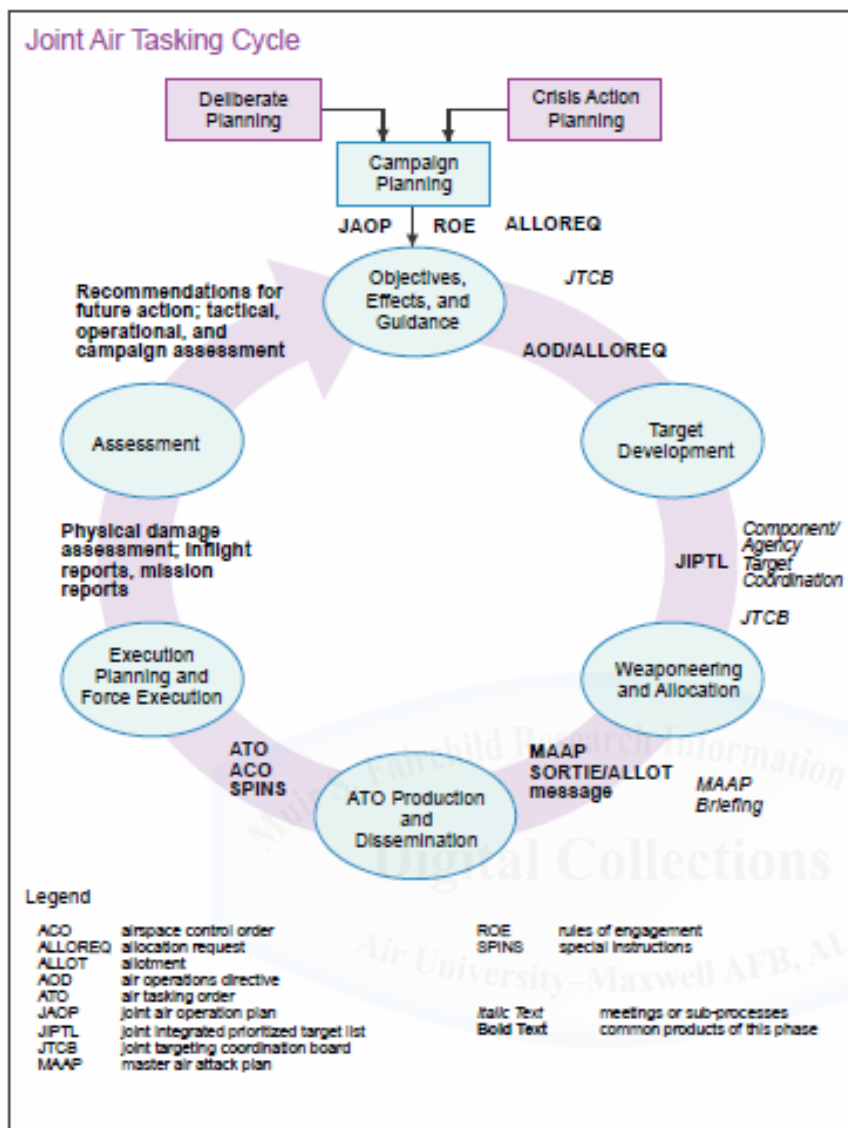 Joint Air Tasking Cycle
Deliberate
Planning
Crisis Action
Planning
Campaign
Planning
JAOP
ROE
ALLOREQ
Objectives,
Effects, and
Guidance
JTCB
AOD/ALLOREQ
Target
Development
JIPTL
Component/
Agency
Target
Coordination
JTCB
Weaponeering
and Allocation
MAAP
SORTIE/ALLOT
message
MAAP
Briefing
ATO Production
and
Dissemination
ATO
ACO
SPINS
Execution
Planning and
Force Execution
Physical damage
assessment; inflight
reports, mission
reports
Assessment
Recommendations for
future action; tactical,
operational, and
campaign assessment
Muir S. Fairchild Research Information
Digital Collections
Air University–Maxwell AFB, AL
Legend
ACO airspace control order
ALLOREQ allocation request
ALLOT allotment
AOD air operations directive
ATO air tasking order
JAOP joint air operation plan
JIPTL joint integrated prioritized target list
JTCB joint targeting coordination board
MAAP master air attack plan
ROE rules of engagement
SPINS special instructions
Italic Text meetings or sub-processes
Bold Text common products of this phase